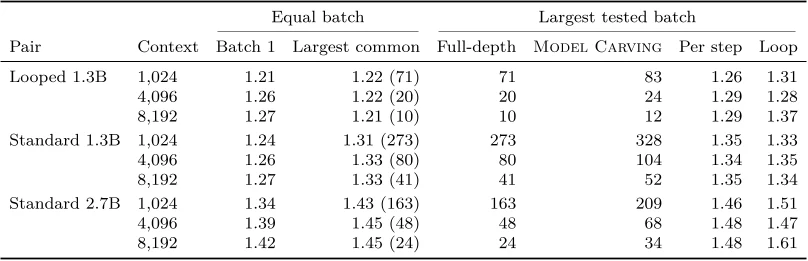 Equal batch Largest tested batch
Pair Context Batch 1 Largest common Full-depth MODEL CARVING Per step Loop
Looped 1.3B 1,024 1.21 1.22 (71) 71 83 1.26 1.31
4,096 1.26 1.22 (20) 20 24 1.29 1.28
8,192 1.27 1.21 (10) 10 12 1.29 1.37
Standard 1.3B 1,024 1.24 1.31 (273) 273 328 1.35 1.33
4,096 1.26 1.33 (80) 80 104 1.34 1.35
8,192 1.27 1.33 (41) 41 52 1.35 1.34
Standard 2.7B 1,024 1.34 1.43 (163) 163 209 1.46 1.51
4,096 1.39 1.45 (48) 48 68 1.48 1.47
8,192 1.42 1.45 (24) 24 34 1.48 1.61